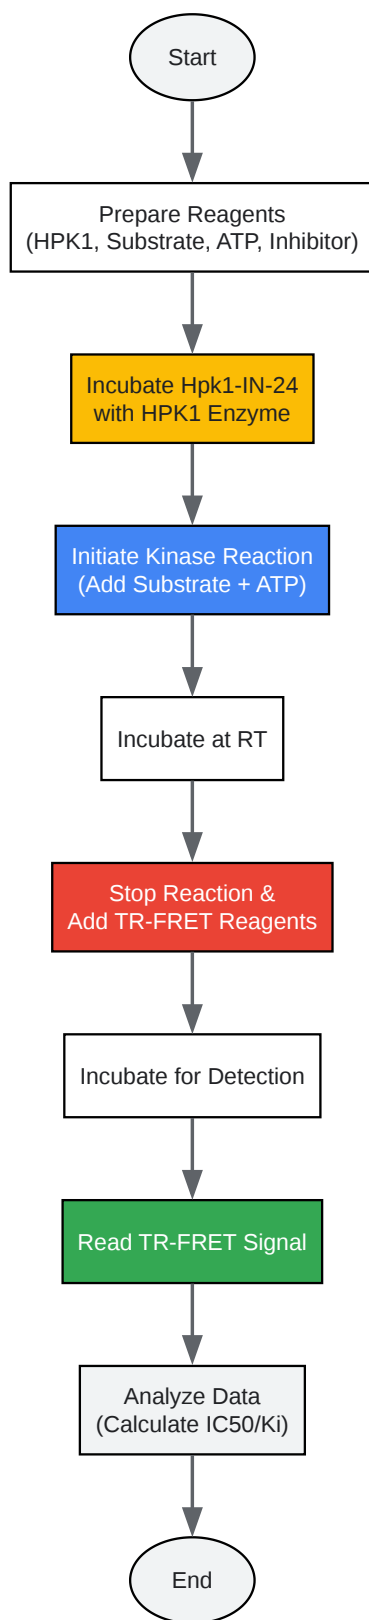 Start
Prepare Reagents
(HPK1, Substrate, ATP, Inhibitor)
Incubate Hpk1-IN-24
with HPK1 Enzyme
Initiate Kinase Reaction
(Add Substrate + ATP)
Incubate at RT
Stop Reaction &
Add TR-FRET Reagents
Incubate for Detection
Read TR-FRET Signal
Analyze Data
(Calculate IC50/Ki)
End